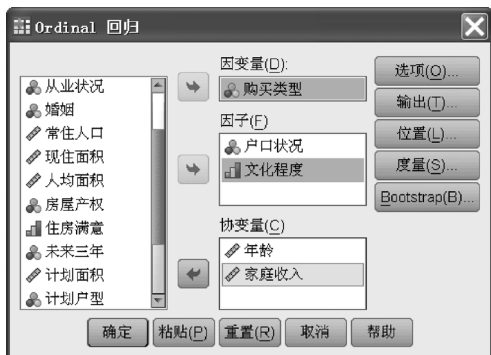 Ordinal 回归
从业状况
婚姻
常住人口
现住面积
人均面积
房屋产权
住房满意
未来三年
计划面积
计划户型
因变量(D):
购买类型
因子(F)
户口状况
文化程度
协变量(C)
年龄
家庭收入
选项(O)...
输出(T)...
位置(L)...
度量(S)...
Bootstrap(B)...
确定
粘贴(P)
重置(R)
取消
帮助